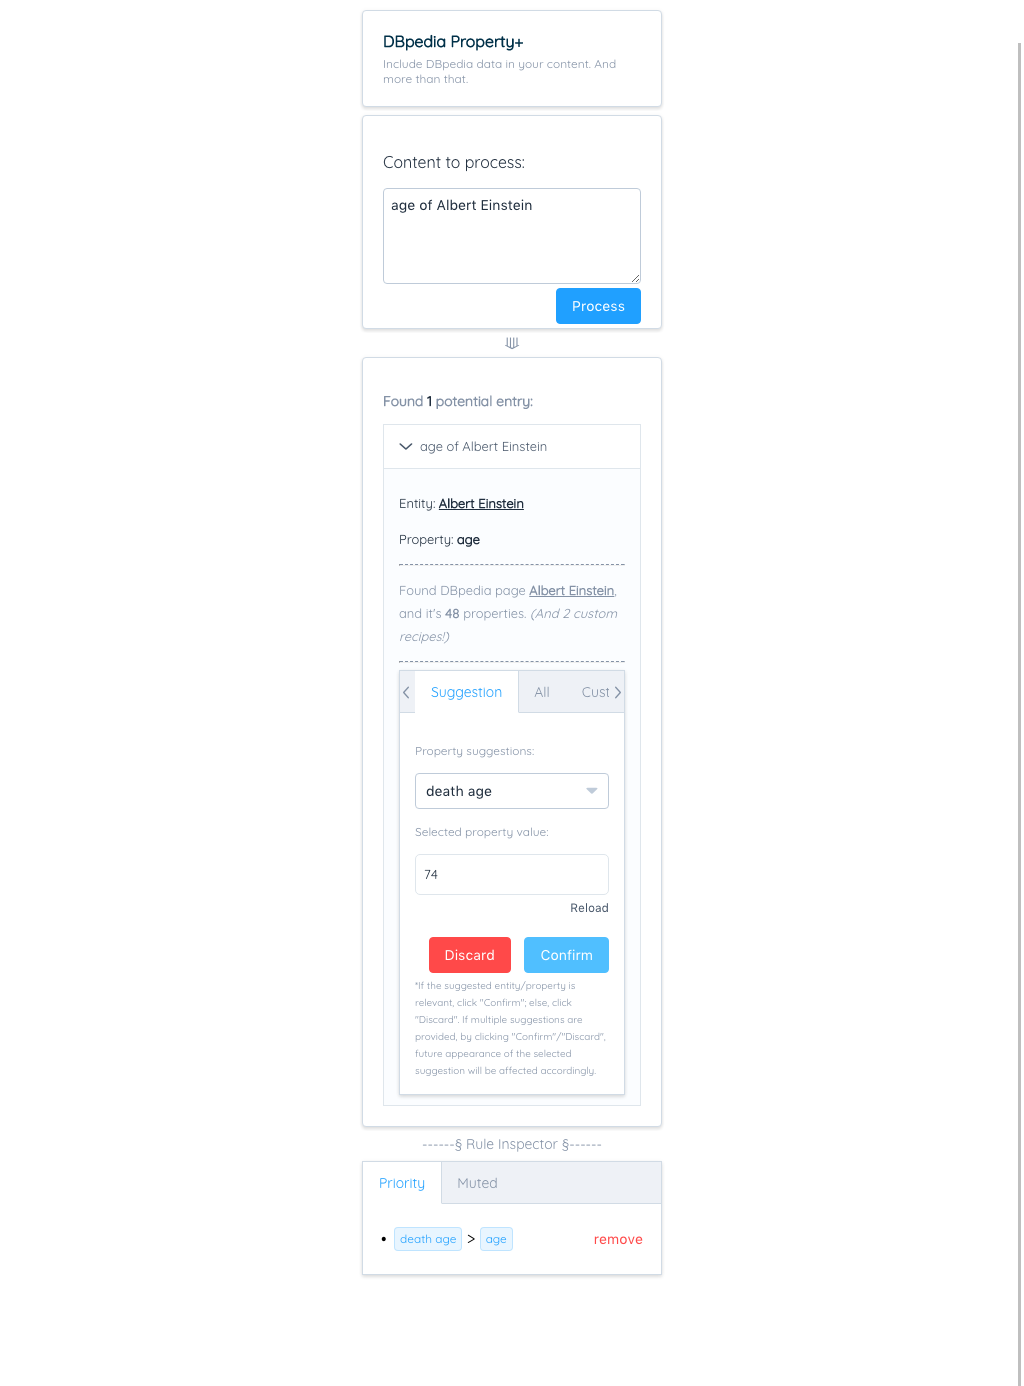 DBpedia Property+
Include DBpedia data in your content. And
more than that.
Content to process:
age of Albert Einstein
Process
Found 1 potential entry:
age of Albert Einstein
Entity: Albert Einstein
Property: age
Found DBpedia page Albert Einstein,
and it's 48 properties. (And 2 custom
recipes!)
Suggestion All Cust
Property suggestions:
death age
Selected property value:
74
Reload
Discard Confirm
*If the suggested entity/property is
relevant, click "Confirm"; else, click
"Discard". If multiple suggestions are
provided, by clicking "Confirm"/"Discard",
future appearance of the selected
suggestion will be affected accordingly.
------§ Rule Inspector §------
Priority Muted
• death age > age remove